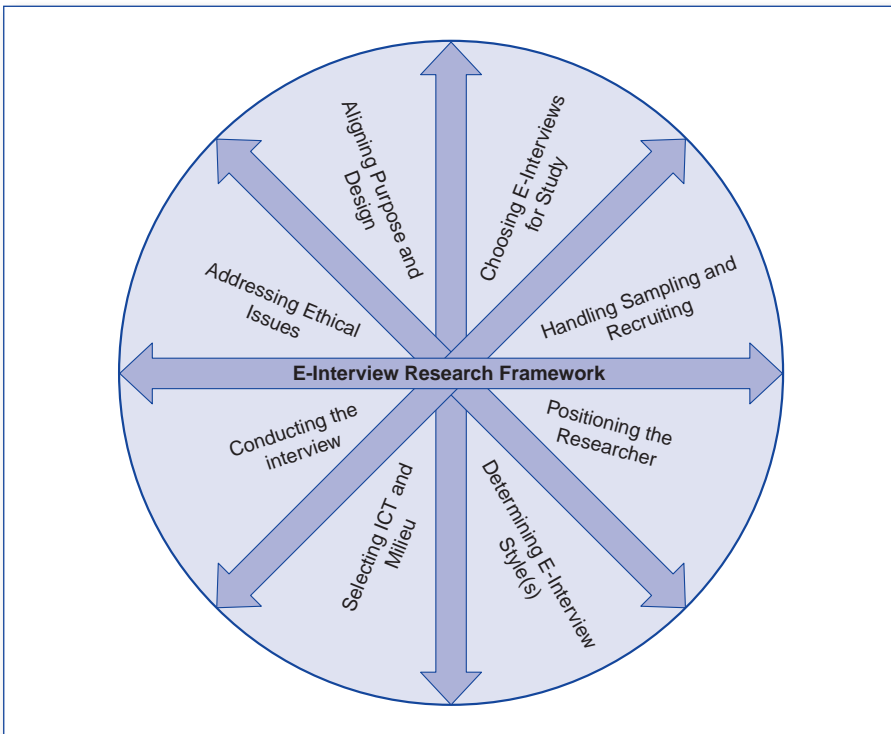 Aligning Purpose and
Design
Choosing E-Interviews
for Study
Addressing Ethical
Issues
Handling Sampling and
Recruiting
E-Interview Research Framework
Conducting the
interview
Positioning the
Researcher
Selecting ICT and
Milieu
Determining E-Interview
Style(s)